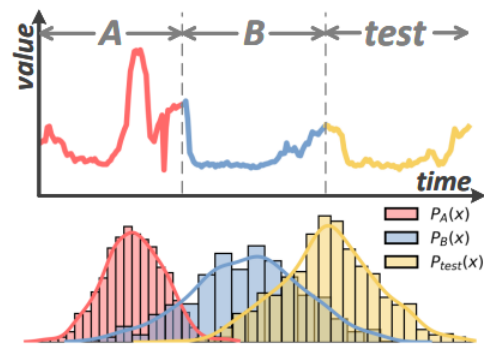 A B test
value
time
P_A(x)
P_B(x)
P_test(x)